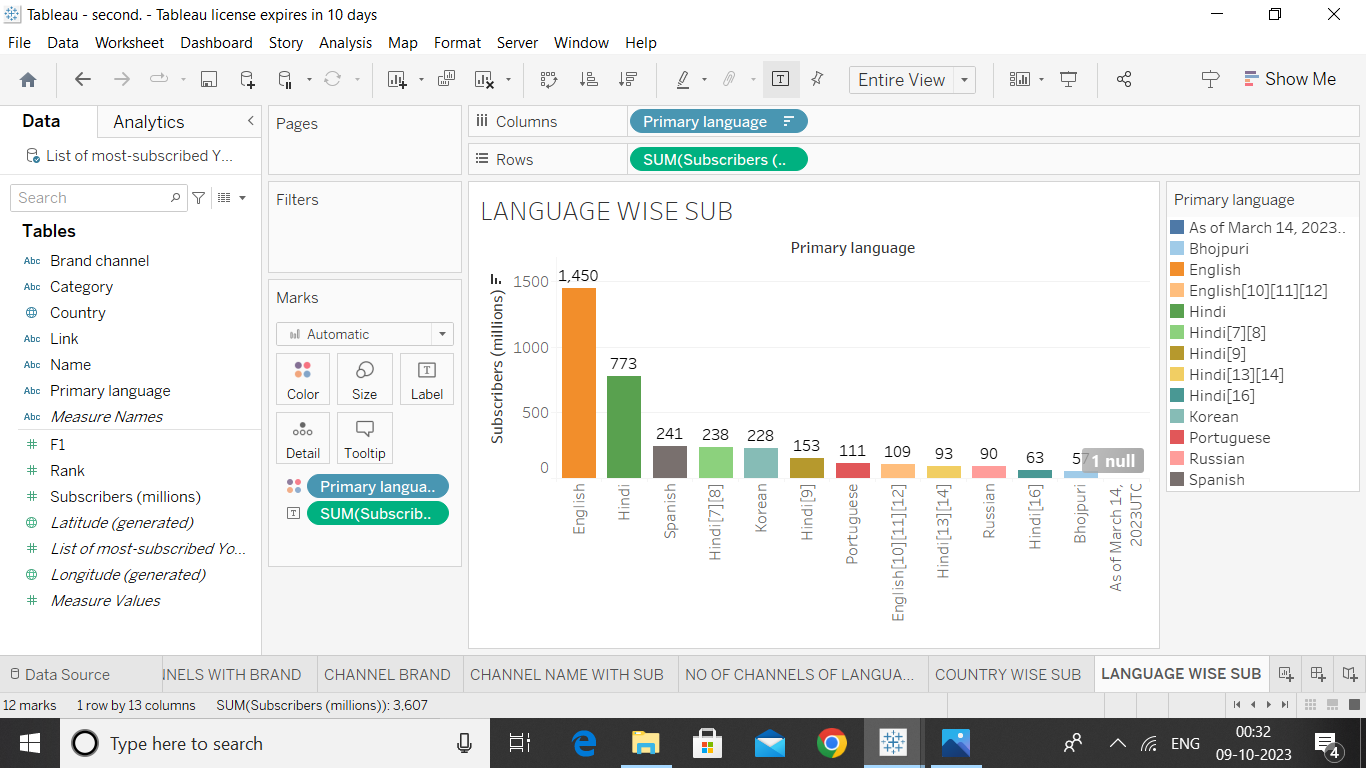 Tableau - second. - Tableau license expires in 10 days
File Data Worksheet Dashboard Story Analysis Map Format Server Window Help
Entire View
Show Me
Data Analytics
List of most-subscribed Y...
Search
Tables
Abc Brand channel
Abc Category
Country
Abc Link
Abc Name
Abc Primary language
Abc Measure Names
# F1
# Rank
# Subscribers (millions)
Latitude (generated)
# List of most-subscribed Yo...
Longitude (generated)
# Measure Values
Pages
Filters
Marks
Automatic
Color Size Label
Detail Tooltip
Primary langua..
SUM(Subscrib..
Columns Primary language
Rows SUM(Subscribers (..
LANGUAGE WISE SUB
Primary language
Subscribers (millions)
1500
1000
500
0
1,450
773
241
238
228
153
111
109
93
90
63
1 null
English
Hindi
Spanish
Hindi[7][8]
Korean
Hindi[9]
Portuguese
English[10][11][12]
Hindi[13][14]
Russian
Hindi[16]
Bhojpuri
As of March 14,
2023UTC
Primary language
As of March 14, 2023..
Bhojpuri
English
English[10][11][12]
Hindi
Hindi[7][8]
Hindi[9]
Hindi[13][14]
Hindi[16]
Korean
Portuguese
Russian
Spanish
Data Source
NNELS WITH BRAND
CHANNEL BRAND
CHANNEL NAME WITH SUB
NO OF CHANNELS OF LANGUA...
COUNTRY WISE SUB
LANGUAGE WISE SUB
12 marks 1 row by 13 columns SUM(Subscribers (millions)): 3,607
Type here to search
ENG
00:32
09-10-2023
4